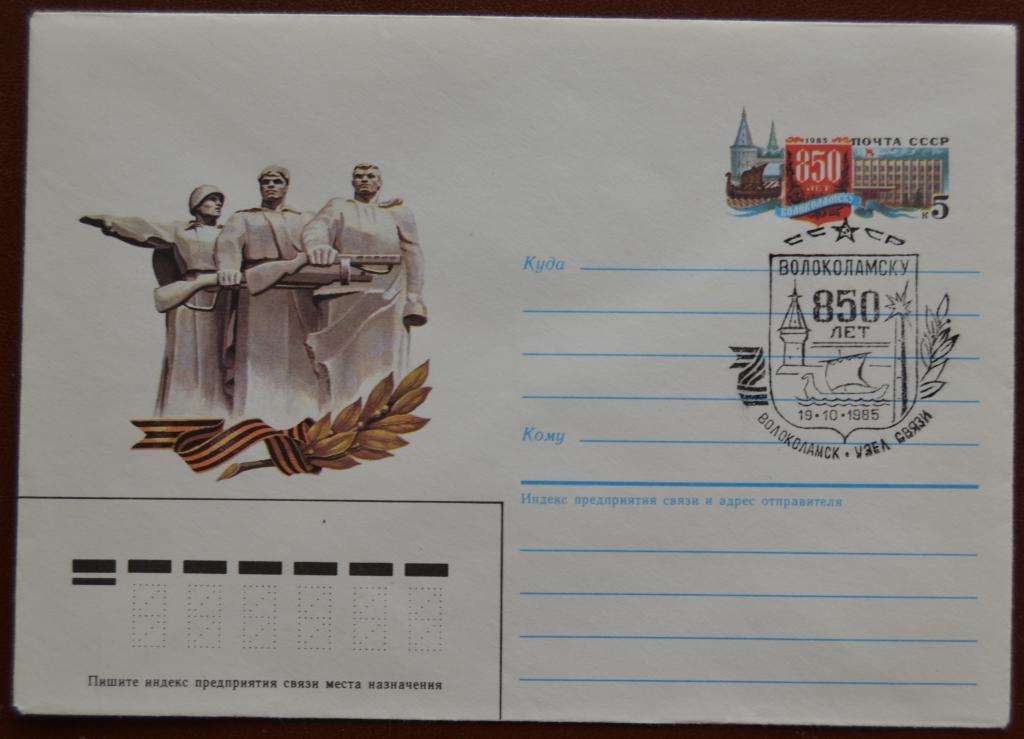 1985 ПОЧТА СССР
850
ЛЕТ
ВОЛОКОЛАМСКУ
к 5
СССР
Куда
ВОЛОКОЛАМСКУ
850
ЛЕТ
19·10·1985
ВОЛОКОЛАМСК · УЗЕЛ СВЯЗИ
Кому
Индекс предприятия связи и адрес отправителя
Пишите индекс предприятия связи места назначения